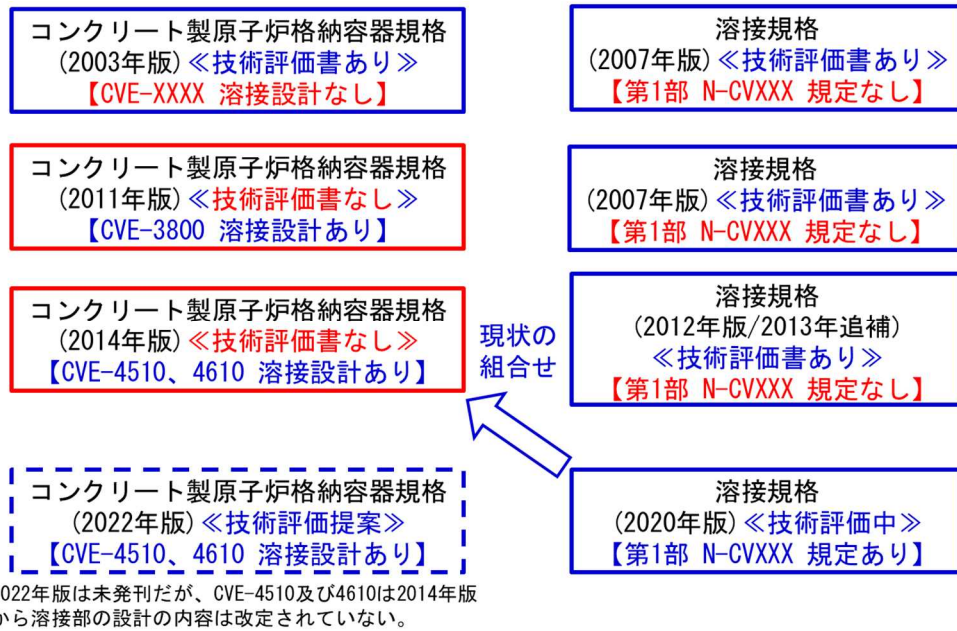 コンクリート製原子炉格納容器規格
(2003年版)≪技術評価書あり≫
【CVE-XXXX 溶接設計なし】
溶接規格
(2007年版)≪技術評価書あり≫
【第1部 N-CVXXX 規定なし】
コンクリート製原子炉格納容器規格
(2011年版)≪技術評価書なし≫
【CVE-3800 溶接設計あり】
溶接規格
(2007年版)≪技術評価書あり≫
【第1部 N-CVXXX 規定なし】
コンクリート製原子炉格納容器規格
(2014年版)≪技術評価書なし≫
【CVE-4510、4610 溶接設計あり】
現状の
組合せ
溶接規格
(2012年版/2013年追補)
≪技術評価書あり≫
【第1部 N-CVXXX 規定なし】
コンクリート製原子炉格納容器規格
(2022年版)≪技術評価提案≫
【CVE-4510、4610 溶接設計あり】
溶接規格
(2020年版)≪技術評価中≫
【第1部 N-CVXXX 規定あり】
022年版は未発刊だが、CVE-4510及び4610は2014年版
から溶接部の設計の内容は改定されていない。